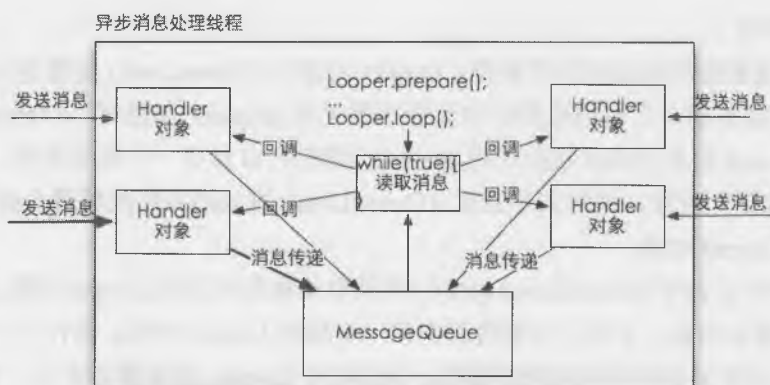 异步消息处理线程
Looper.prepare();
...
Looper.loop();
发送消息
Handler
对象
回调
while(true){
读取消息
}
回调
Handler
对象
发送消息
发送消息
Handler
对象
回调
回调
Handler
对象
发送消息
消息传递
消息传递
MessageQueue